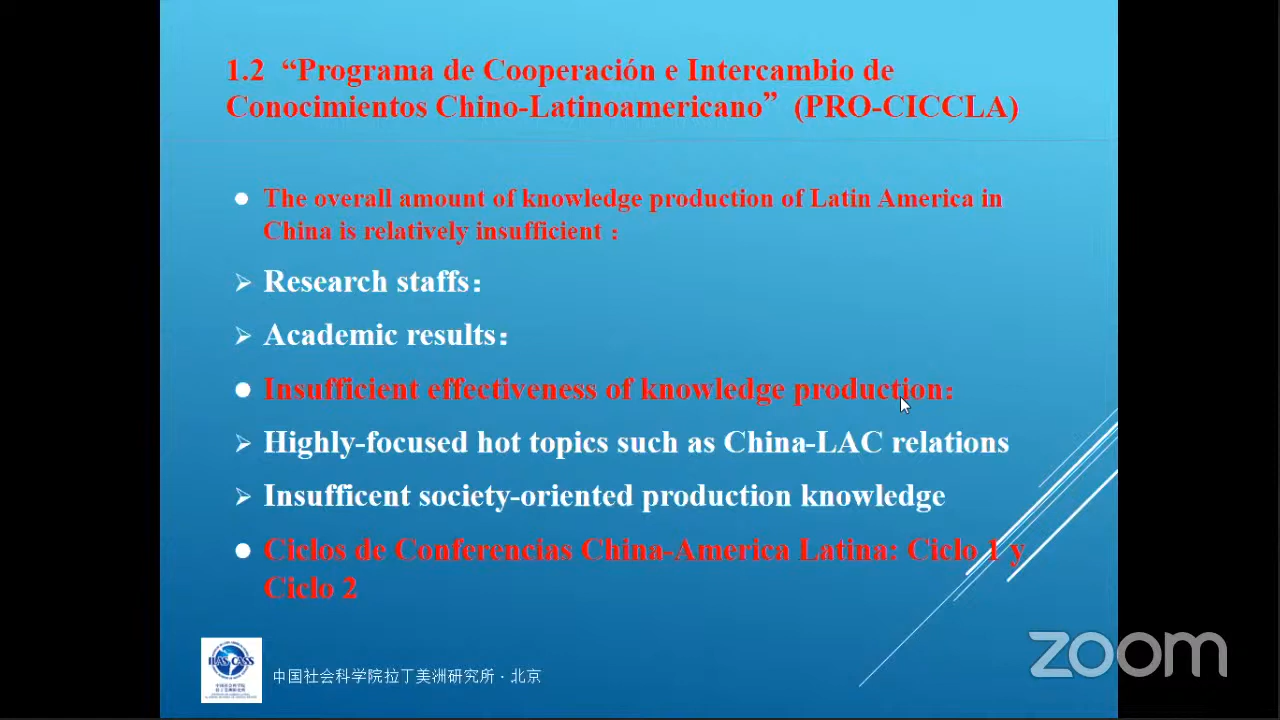 1.2 “Programa de Cooperación e Intercambio de
Conocimientos Chino-Latinoamericano” (PRO-CICCLA)
The overall amount of knowledge production of Latin America in
China is relatively insufficient：
Research staffs：
Academic results：
Insufficient effectiveness of knowledge production：
Highly-focused hot topics such as China-LAC relations
Insufficent society-oriented production knowledge
Ciclos de Conferencias China-America Latina: Ciclo 1 y
Ciclo 2
ILAS, CASS
中国社会科学院拉丁美洲研究所·北京
zoom